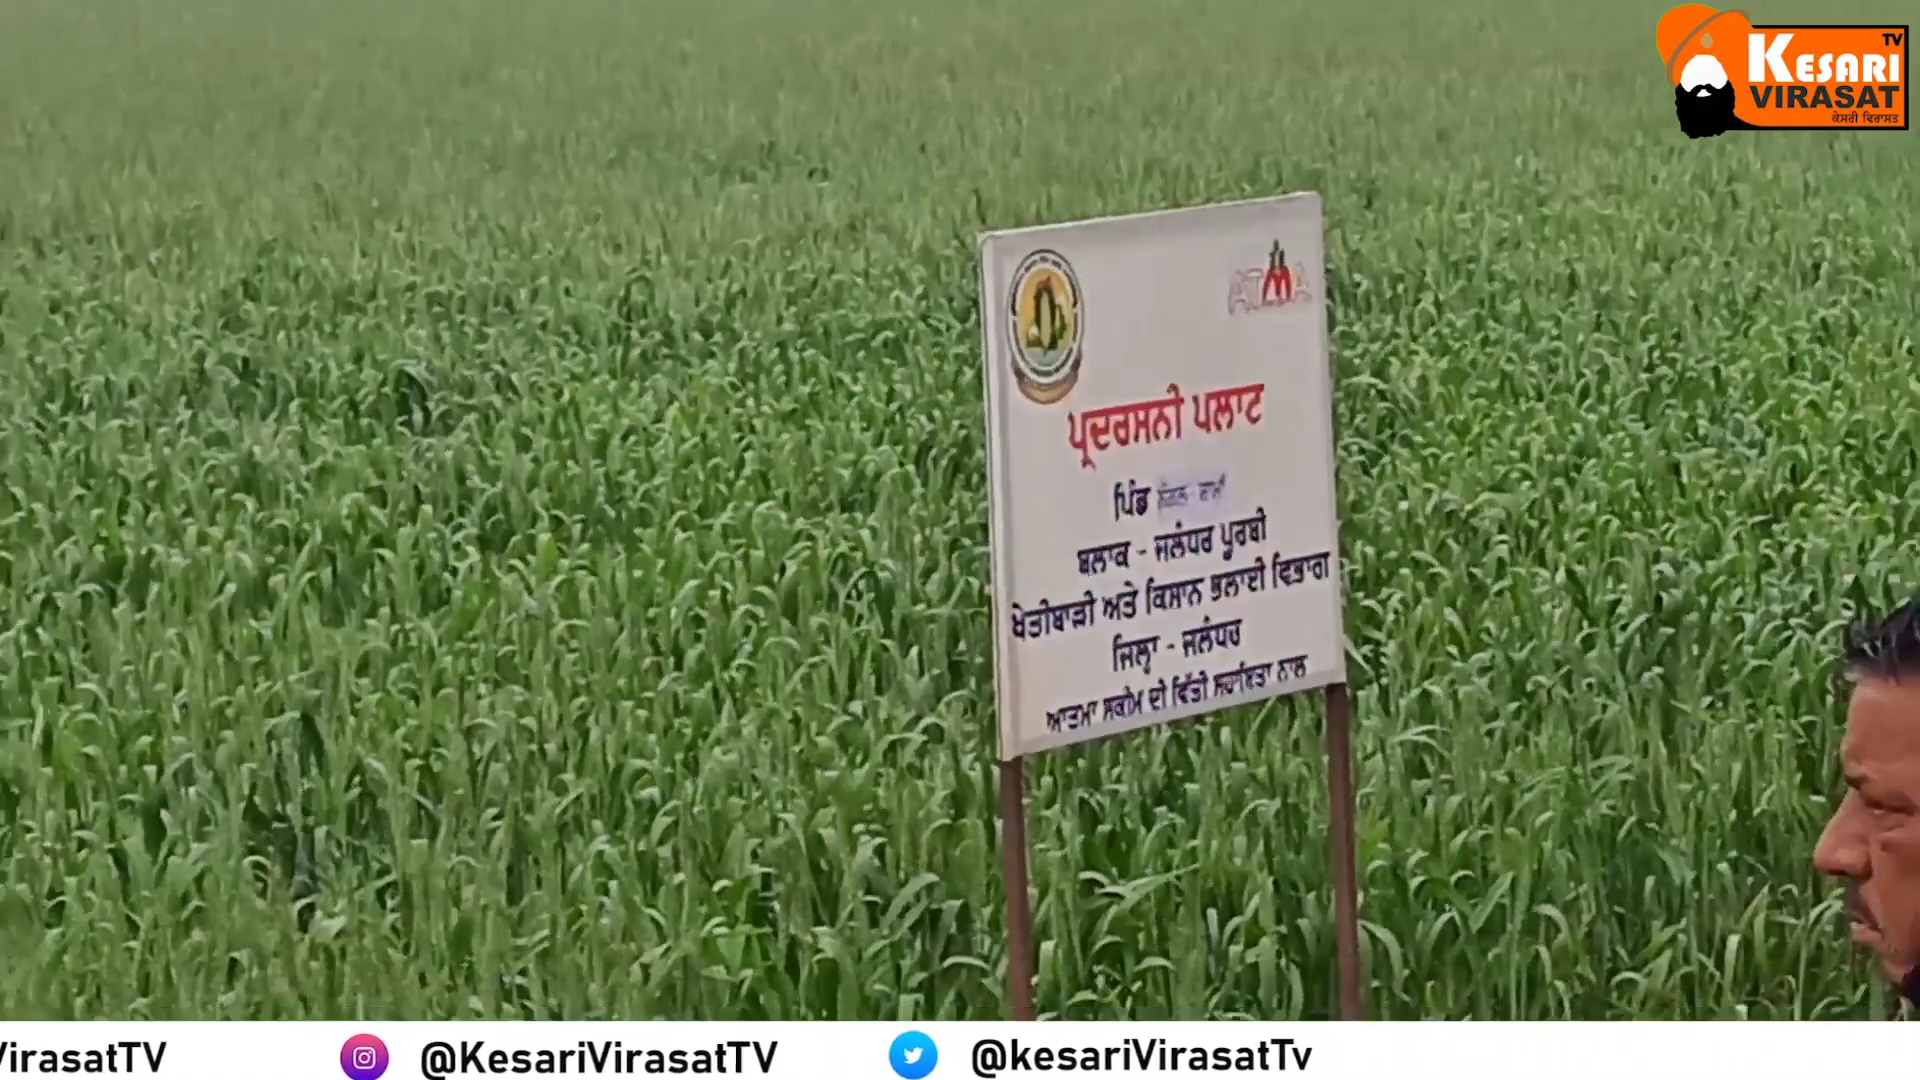 TV
KESARI
VIRASAT
ਕੇਸਰੀ ਵਿਰਾਸਤ
ATMA
ਪ੍ਰਦਰਸਨੀ ਪਲਾਟ
ਪਿੰਡ
ਬਲਾਕ - ਜਲੰਧਰ ਪੂਰਬੀ
ਖੇਤੀਬਾੜੀ ਅਤੇ ਕਿਸਾਨ ਭਲਾਈ ਵਿਭਾਗ
ਜਿਲ੍ਹਾ - ਜਲੰਧਰ
ਆਤਮਾ ਸਕੀਮ ਦੀ ਵਿੱਤੀ ਸਹਾਇਤਾ ਨਾਲ
VirasatTV @KesariVirasatTV @kesariVirasatTv